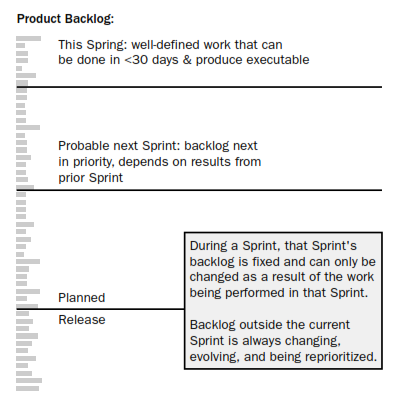 Product Backlog:
This Spring: well-defined work that can
be done in <30 days & produce executable
Probable next Sprint: backlog next
in priority, depends on results from
prior Sprint
Planned
Release
During a Sprint, that Sprint's
backlog is fixed and can only be
changed as a result of the work
being performed in that Sprint.
Backlog outside the current
Sprint is always changing,
evolving, and being reprioritized.